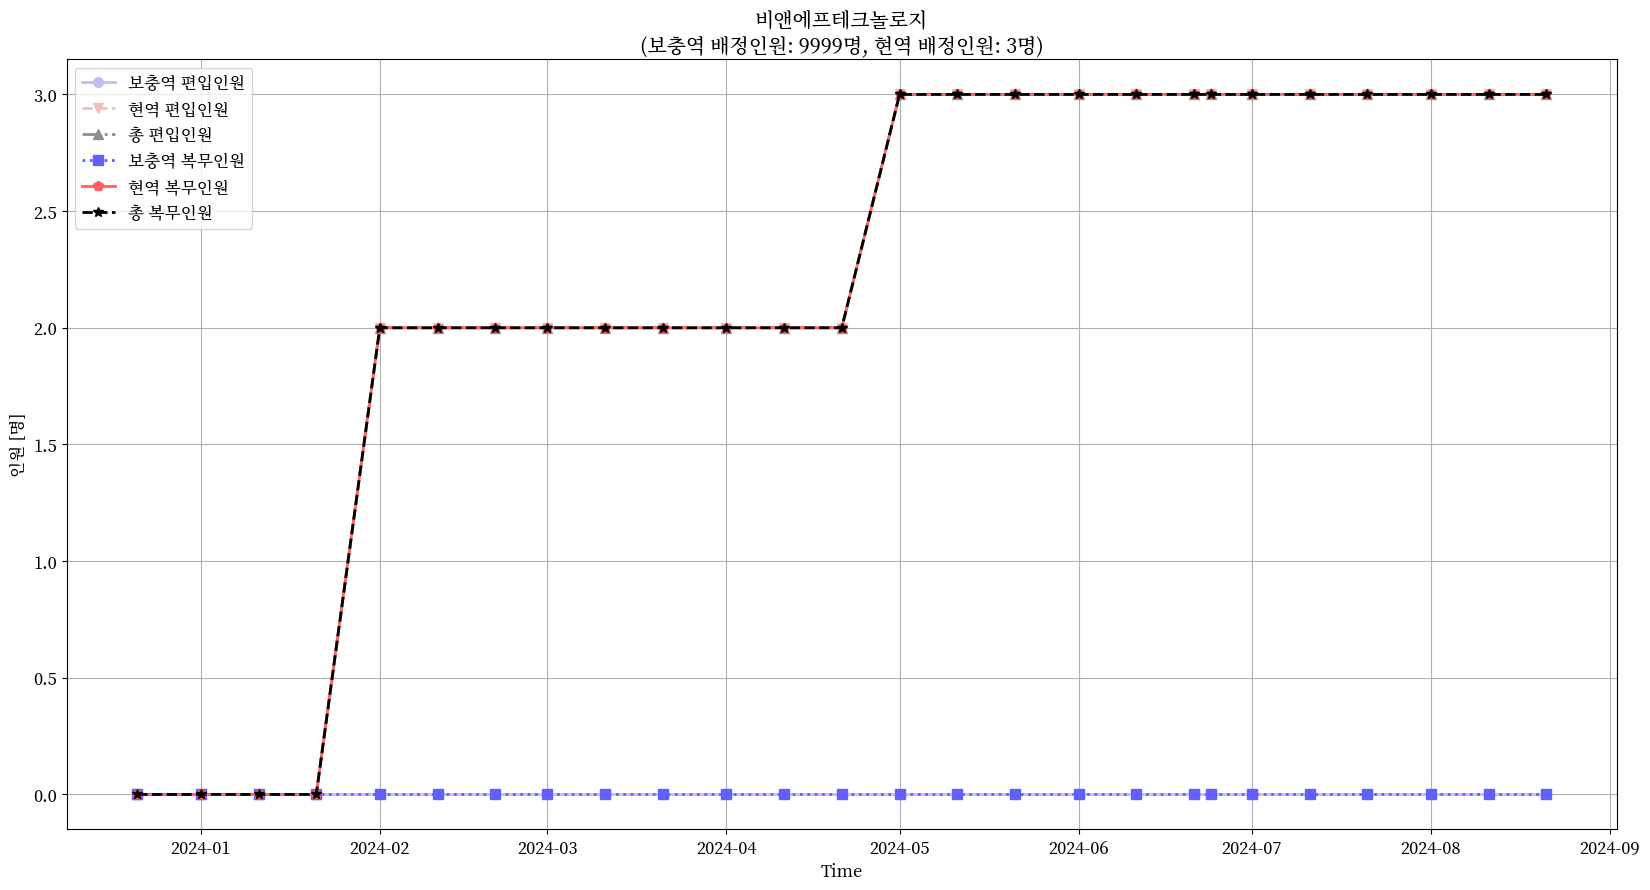 비앤에프테크놀로지
(보충역 배정인원: 9999명, 현역 배정인원: 3명)
보충역 편입인원
현역 편입인원
총 편입인원
보충역 복무인원
현역 복무인원
총 복무인원
인원 [명]
3.0
2.5
2.0
1.5
1.0
0.5
0.0
2024-01
2024-02
2024-03
2024-04
2024-05
2024-06
2024-07
2024-08
2024-09
Time